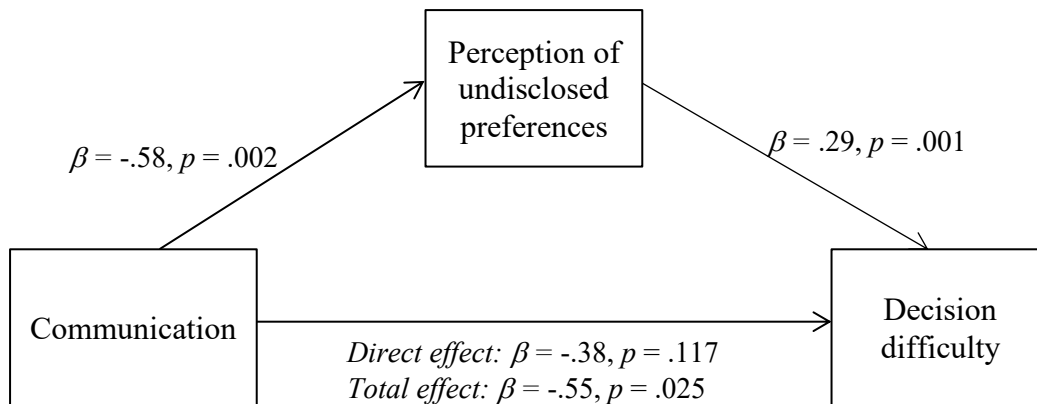 Perception of
undisclosed
preferences
β = -.58, p = .002
β = .29, p = .001
Communication
Direct effect: β = -.38, p = .117
Total effect: β = -.55, p = .025
Decision
difficulty